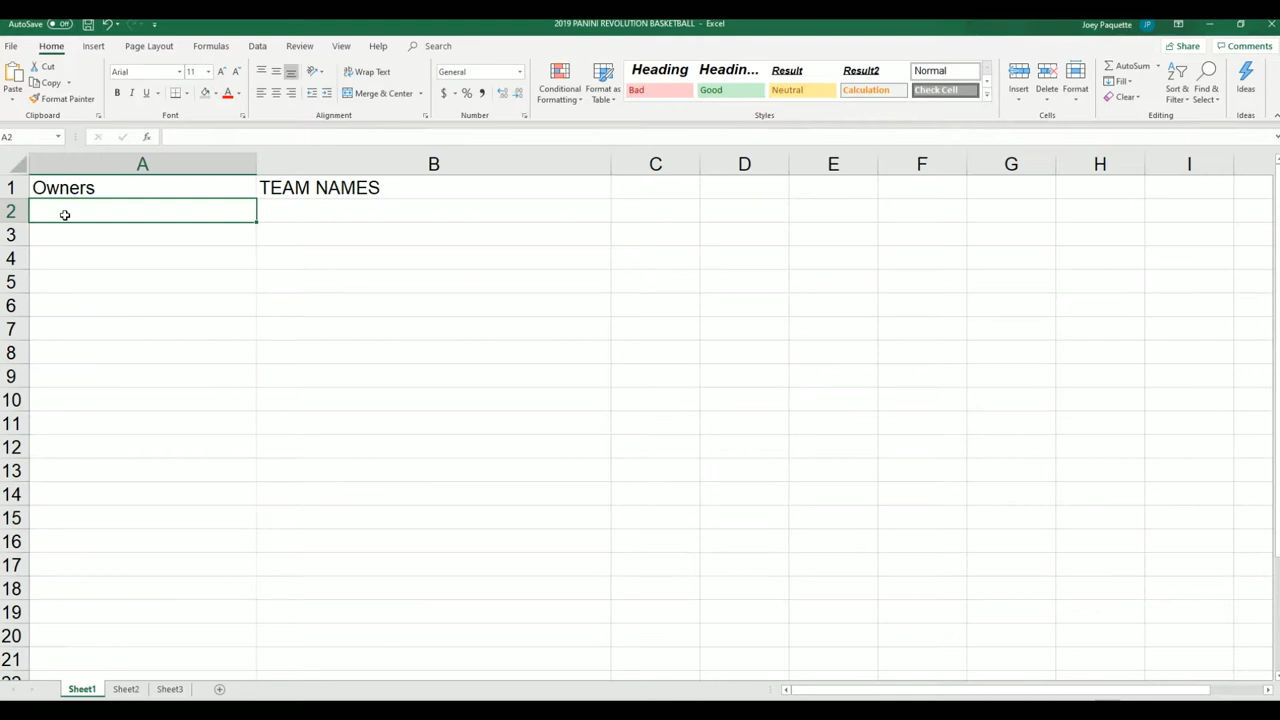 AutoSave Off 2019 PANINI REVOLUTION BASKETBALL - Excel Joey Paquette JP
File Home Insert Page Layout Formulas Data Review View Help Search Share Comments
Paste Cut Copy Format Painter Clipboard
Arial 11 A A B I U A Font
Wrap Text Merge & Center Alignment
General $ % , Number
Conditional Formatting Format as Table
Heading Headin... Result Result2 Normal
Bad Good Neutral Calculation Check Cell
Styles
Insert Delete Format Cells
AutoSum Fill Clear Sort & Filter Find & Select Editing
Ideas Ideas
A2 fx
A B C D E F G H I
1 Owners TEAM NAMES
2
3
4
5
6
7
8
9
10
11
12
13
14
15
16
17
18
19
20
21
Sheet1 Sheet2 Sheet3